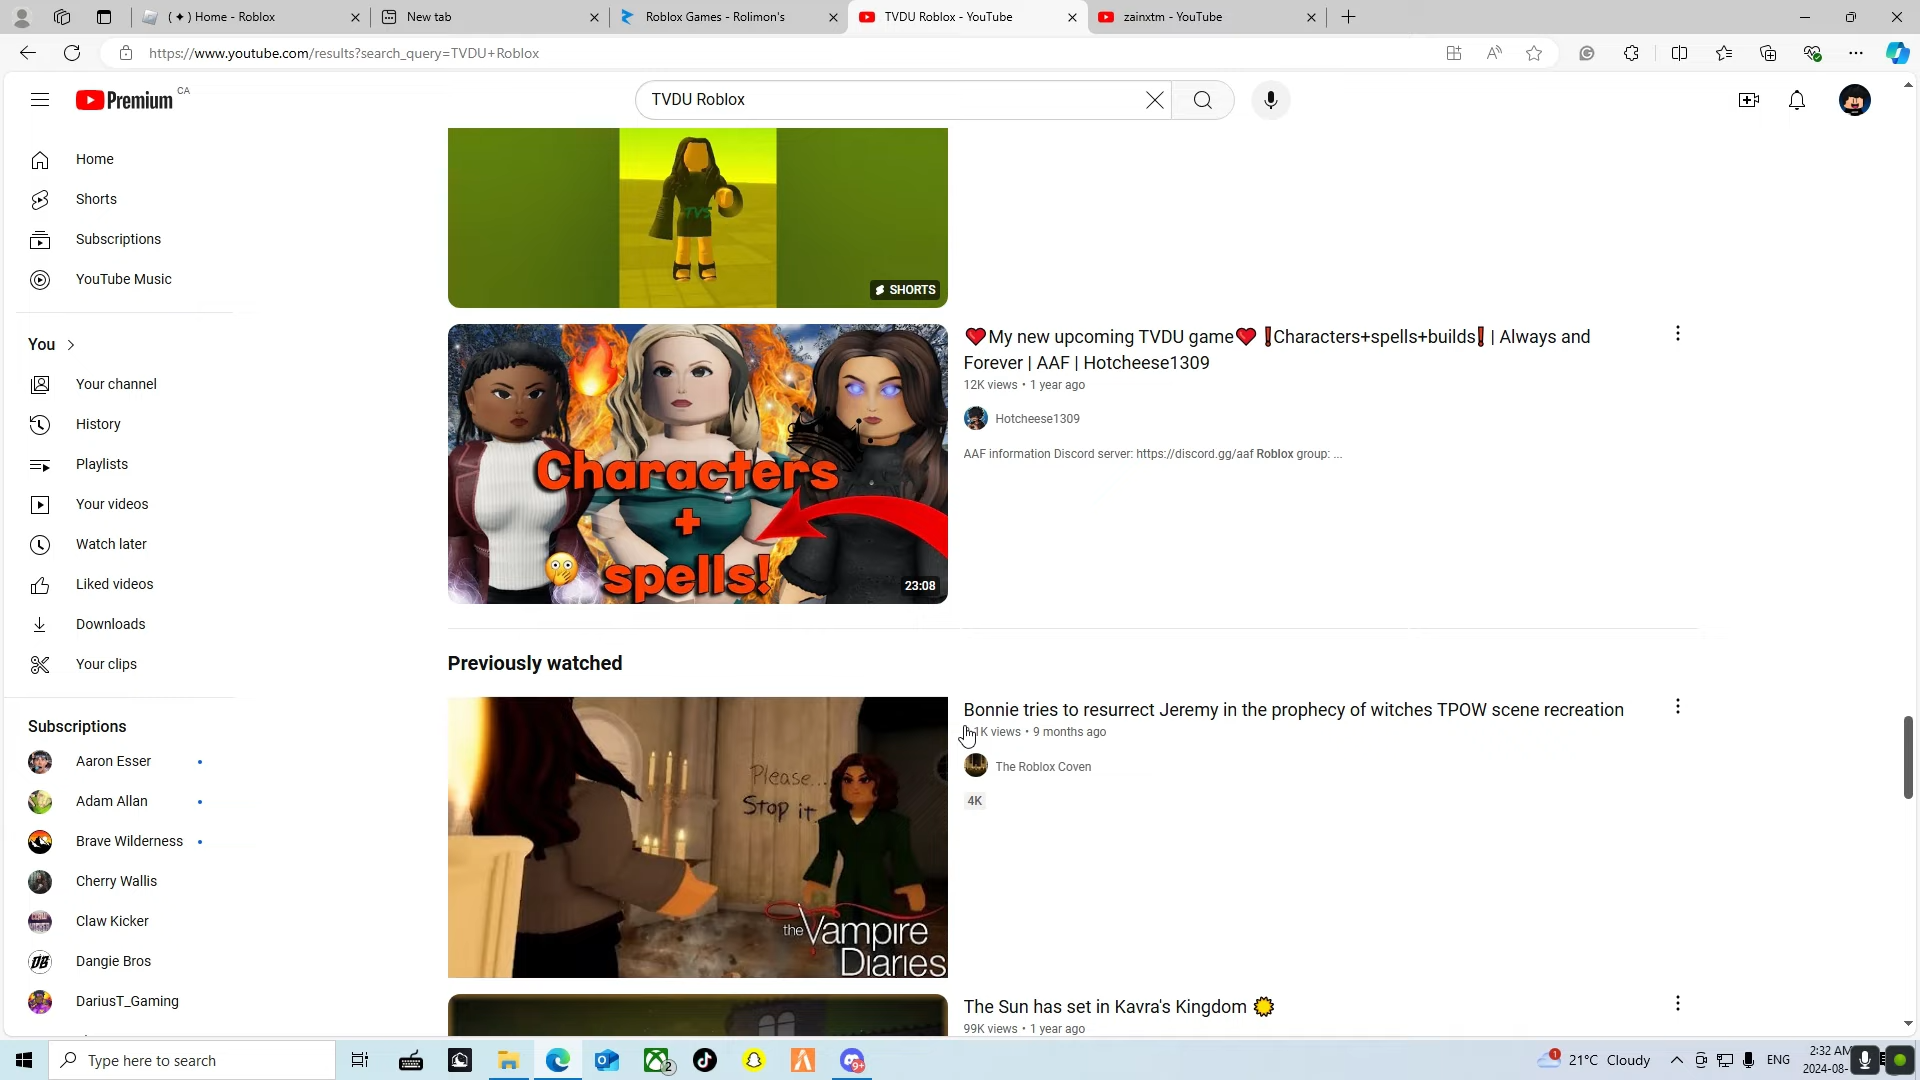 ( ✦ ) Home - Roblox
New tab
Roblox Games - Rolimon's
TVDU Roblox - YouTube
zainxtm - YouTube
https://www.youtube.com/results?search_query=TVDU+Roblox
Premium CA
TVDU Roblox
Home
Shorts
Subscriptions
YouTube Music
You
Your channel
History
Playlists
Your videos
Watch later
Liked videos
Downloads
Your clips
Subscriptions
Aaron Esser
Adam Allan
Brave Wilderness
Cherry Wallis
Claw Kicker
Dangie Bros
DariusT_Gaming
TVS
SHORTS
Characters
+
spells!
23:08
❤️My new upcoming TVDU game❤️❗Characters+spells+builds❗| Always and
Forever | AAF | Hotcheese1309
12K views • 1 year ago
Hotcheese1309
AAF information Discord server: https://discord.gg/aaf Roblox group: ...
Previously watched
Please...
Stop it
the Vampire
Diaries
Bonnie tries to resurrect Jeremy in the prophecy of witches TPOW scene recreation
1K views • 9 months ago
The Roblox Coven
4K
The Sun has set in Kavra's Kingdom
99K views • 1 year ago
Type here to search
2
9+
1
21°C Cloudy
ENG
2:32 AM
2024-08-